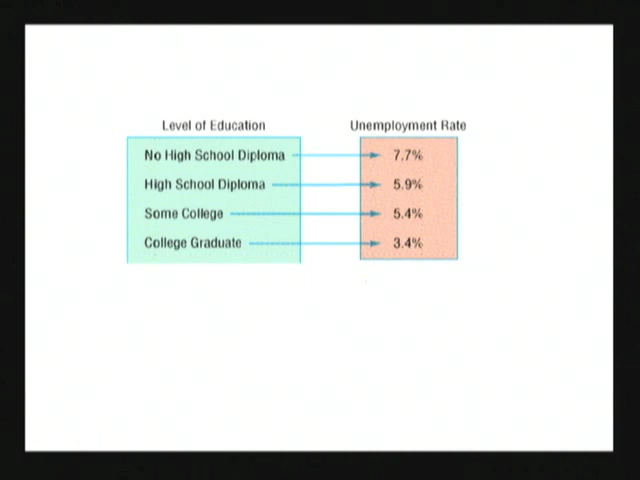 Level of Education Unemployment Rate
No High School Diploma 7.7%
High School Diploma 5.9%
Some College 5.4%
College Graduate 3.4%